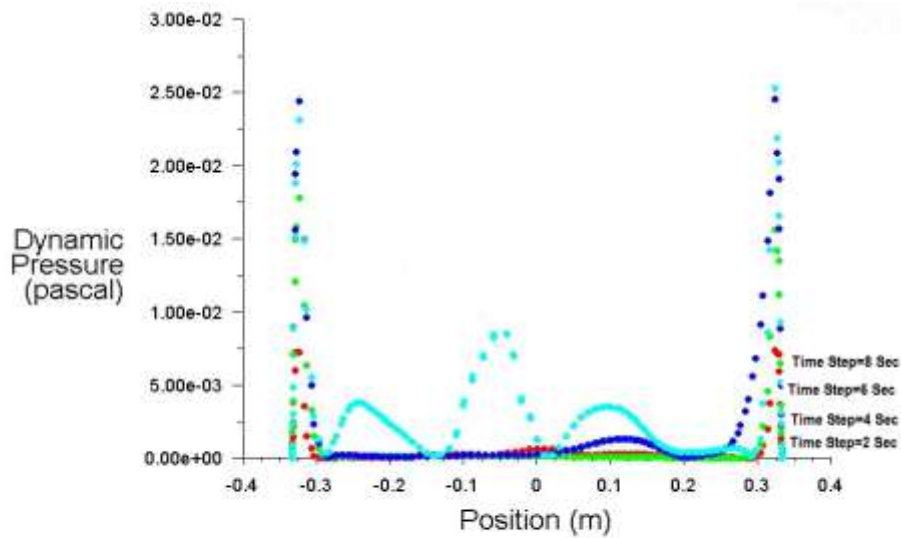 3.00e-02
2.50e-02
2.00e-02
1.50e-02
1.00e-02
5.00e-03
0.00e+00
Dynamic
Pressure
(pascal)
Time Step=8 Sec
Time Step=6 Sec
Time Step=4 Sec
Time Step=2 Sec
-0.4 -0.3 -0.2 -0.1 0 0.1 0.2 0.3 0.4
Position (m)